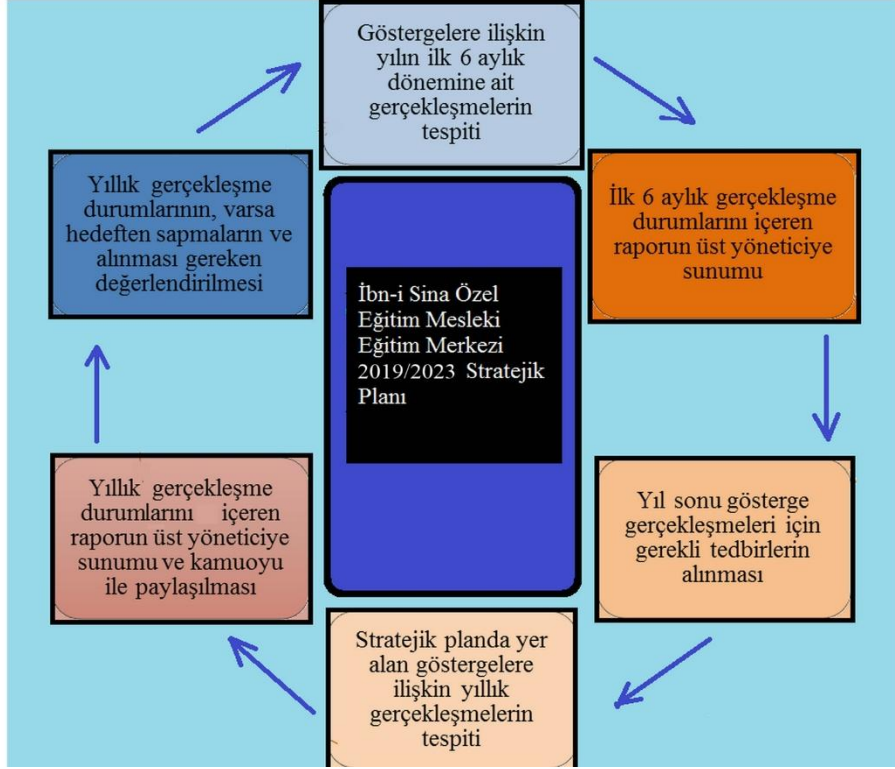 Göstergelere ilişkin
yılın ilk 6 aylık
dönemine ait
gerçekleşmelerin
tespiti
İlk 6 aylık gerçekleşme
durumlarını içeren
raporun üst yöneticiye
sunumu
Yıl sonu gösterge
gerçekleşmeleri için
gerekli tedbirlerin
alınması
Stratejik planda yer
alan göstergelere
ilişkin yıllık
gerçekleşmelerin
tespiti
Yıllık gerçekleşme
durumlarını içeren
raporun üst yöneticiye
sunumu ve kamuoyu
ile paylaşılması
Yıllık gerçekleşme
durumlarının, varsa
hedeften sapmaların ve
alınması gereken
değerlendirilmesi
İbn-i Sina Özel
Eğitim Mesleki
Eğitim Merkezi
2019/2023 Stratejik
Planı